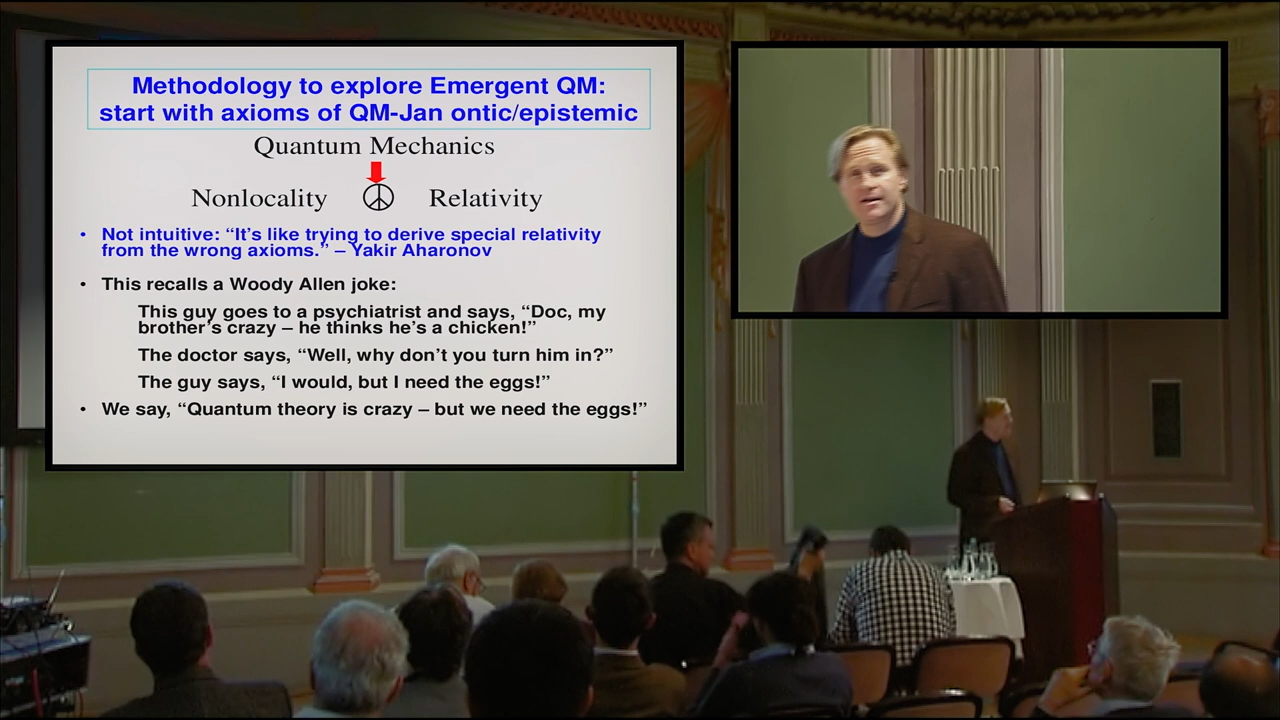 Methodology to explore Emergent QM:
start with axioms of QM-Jan ontic/epistemic
Quantum Mechanics
Nonlocality Relativity
• Not intuitive: “It’s like trying to derive special relativity
from the wrong axioms.” – Yakir Aharonov
• This recalls a Woody Allen joke:
This guy goes to a psychiatrist and says, “Doc, my
brother’s crazy – he thinks he’s a chicken!”
The doctor says, “Well, why don’t you turn him in?”
The guy says, “I would, but I need the eggs!”
• We say, “Quantum theory is crazy – but we need the eggs!”